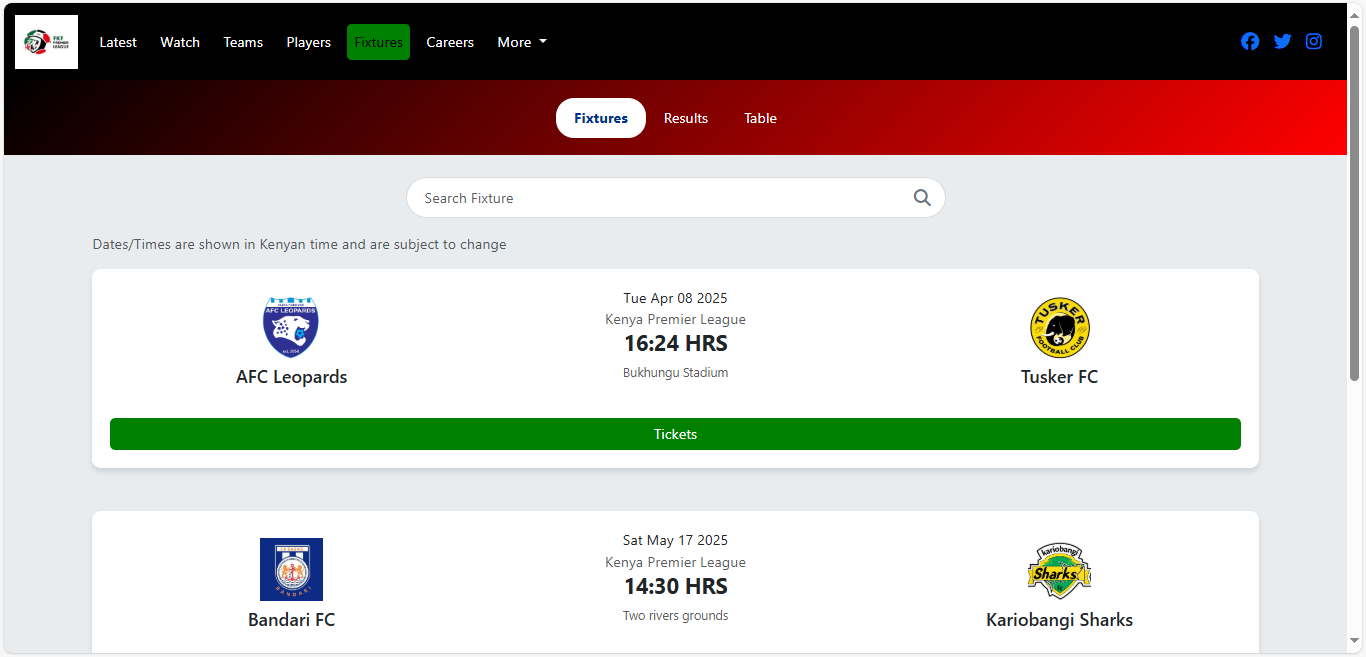 FKF
PREMIER
LEAGUE
Latest Watch Teams Players Fixtures Careers More
Fixtures Results Table
Search Fixture
Dates/Times are shown in Kenyan time and are subject to change
AFC LEOPARDS
AFC Leopards
Tue Apr 08 2025
Kenya Premier League
16:24 HRS
Bukhungu Stadium
TUSKER
FOOTBALL CLUB
Tusker FC
Tickets
BANDARI
Bandari FC
Sat May 17 2025
Kenya Premier League
14:30 HRS
Two rivers grounds
kariobangi
Sharks
Kariobangi Sharks